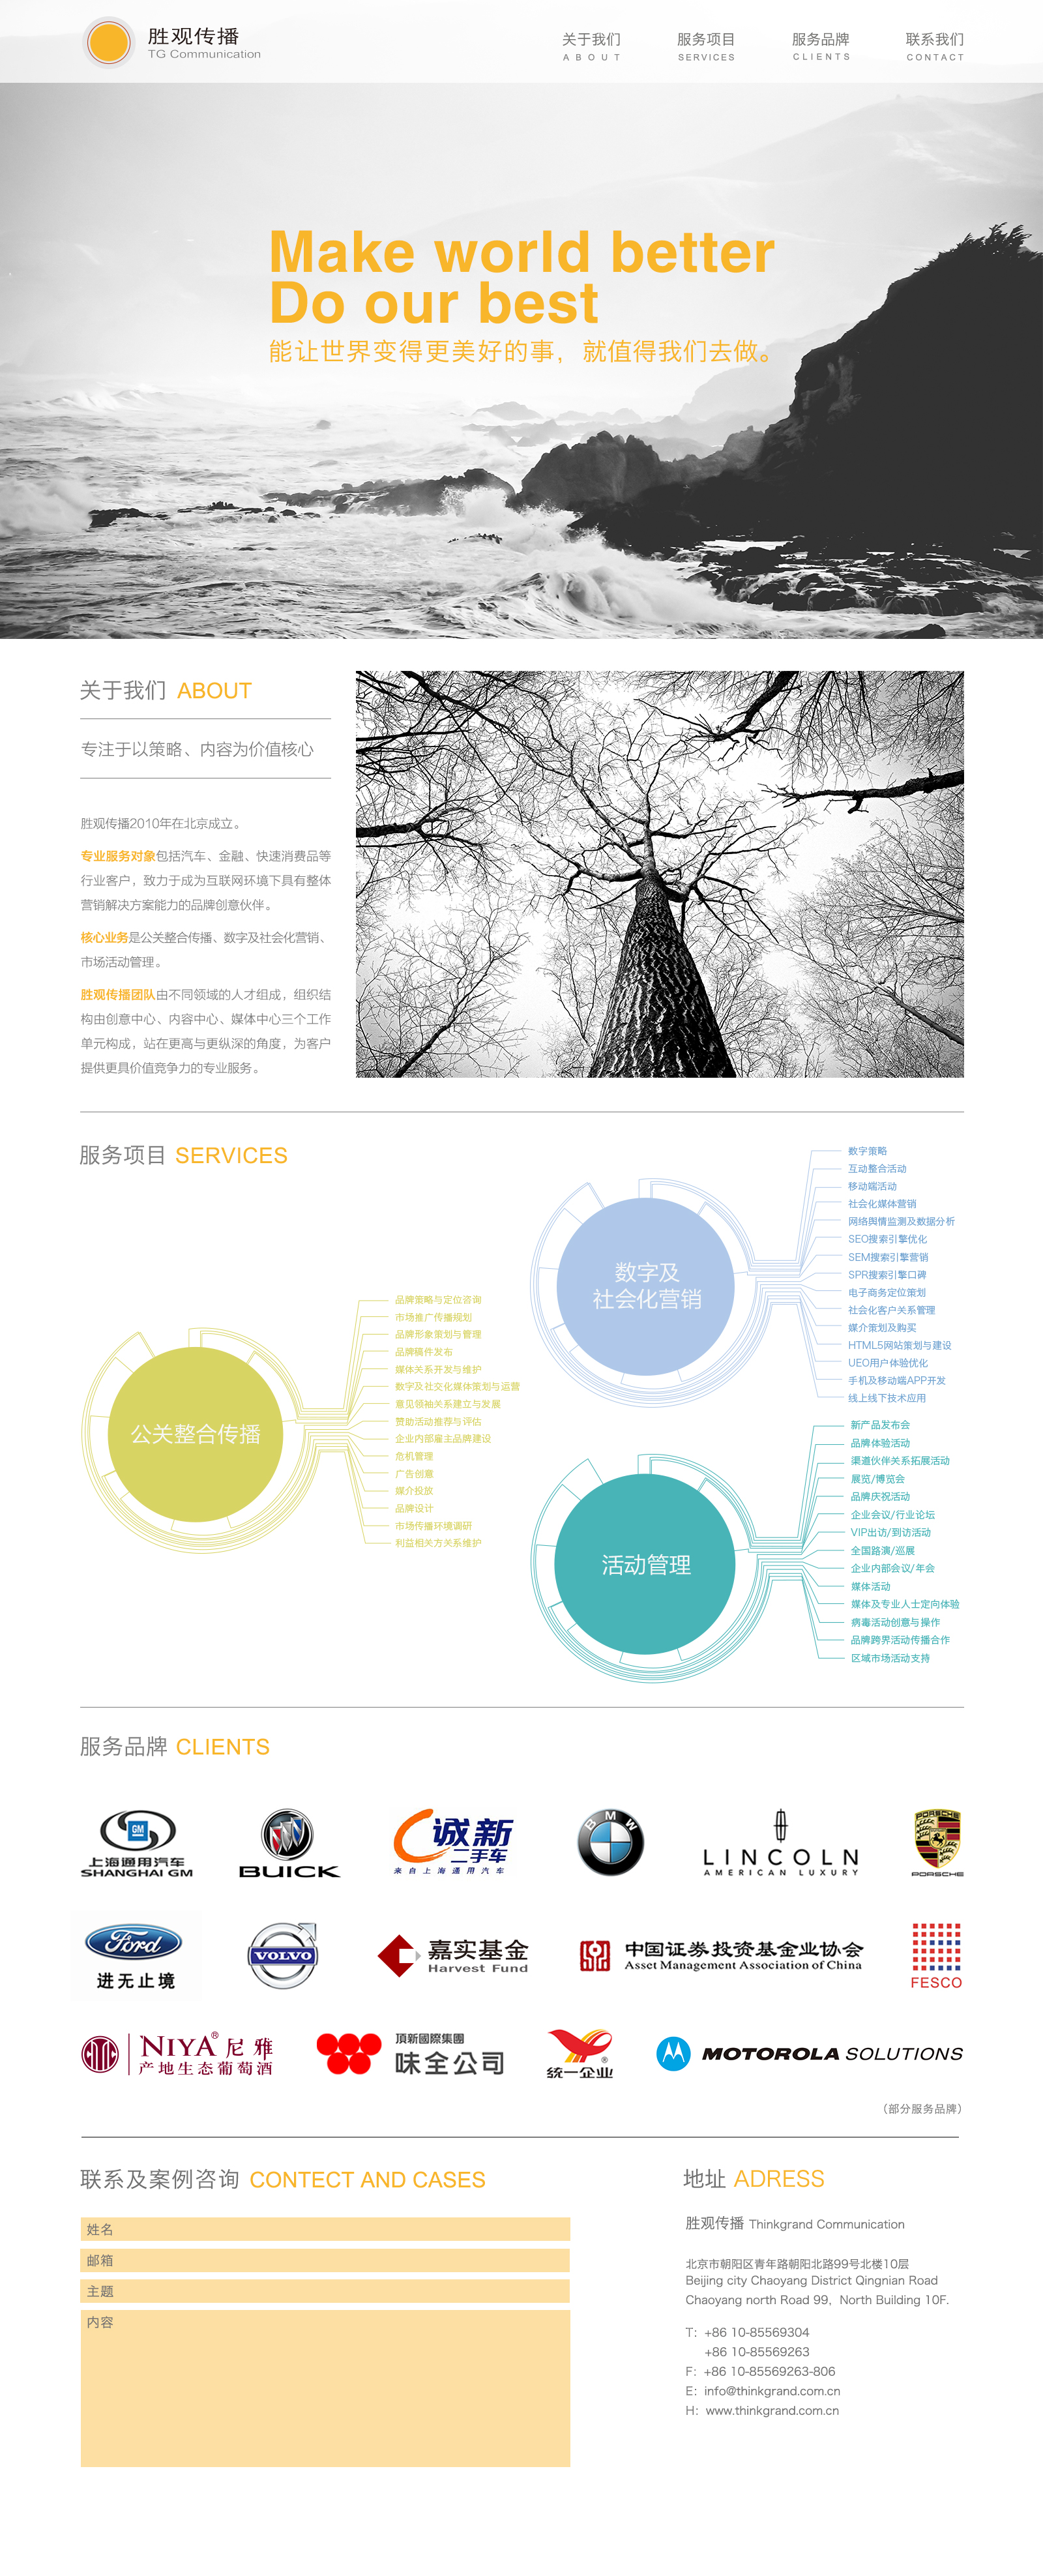 胜观传播
TG Communication
关于我们
ABOUT
服务项目
SERVICES
服务品牌
CLIENTS
联系我们
CONTACT
Make world better
Do our best
能让世界变得更美好的事，就值得我们去做。
关于我们 ABOUT
专注于以策略、内容为价值核心
胜观传播2010年在北京成立。
专业服务对象包括汽车、金融、快速消费品等
行业客户，致力于成为互联网环境下具有整体
营销解决方案能力的品牌创意伙伴。
核心业务是公关整合传播、数字及社会化营销、
市场活动管理。
胜观传播团队由不同领域的人才组成，组织结
构由创意中心、内容中心、媒体中心三个工作
单元构成，站在更高与更纵深的角度，为客户
提供更具价值竞争力的专业服务。
服务项目 SERVICES
公关整合传播
品牌策略与定位咨询
市场推广传播规划
品牌形象策划与管理
品牌稿件发布
媒体关系开发与维护
数字及社交化媒体策划与运营
意见领袖关系建立与发展
赞助活动推荐与评估
企业内部雇主品牌建设
危机管理
广告创意
媒介投放
品牌设计
市场传播环境调研
利益相关方关系维护
数字及
社会化营销
数字策略
互动整合活动
移动端活动
社会化媒体营销
网络舆情监测及数据分析
SEO搜索引擎优化
SEM搜索引擎营销
SPR搜索引擎口碑
电子商务定位策划
社会化客户关系管理
媒介策划及购买
HTML5网站策划与建设
UEO用户体验优化
手机及移动端APP开发
线上线下技术应用
活动管理
新产品发布会
品牌体验活动
渠道伙伴关系拓展活动
展览/博览会
品牌庆祝活动
企业会议/行业论坛
VIP出访/到访活动
全国路演/巡展
企业内部会议/年会
媒体活动
媒体及专业人士定向体验
病毒活动创意与操作
品牌跨界活动传播合作
区域市场活动支持
服务品牌 CLIENTS
GM
上海通用汽车
SHANGHAI GM
BUICK
诚新
二手车
来自上海通用汽车
BMW
LINCOLN
AMERICAN LUXURY
PORSCHE
PORSCHE
Ford
进无止境
VOLVO
嘉实基金
Harvest Fund
中国证券投资基金业协会
Asset Management Association of China
FESCO
NIYA® 尼雅
产地生态葡萄酒
頂新國際集團
味全公司
®
统一企业
MOTOROLA SOLUTIONS
（部分服务品牌）
联系及案例咨询 CONTECT AND CASES
姓名
邮箱
主题
内容
地址 ADRESS
胜观传播 Thinkgrand Communication
北京市朝阳区青年路朝阳北路99号北楼10层
Beijing city Chaoyang District Qingnian Road
Chaoyang north Road 99，North Building 10F.
T：+86 10-85569304
+86 10-85569263
F：+86 10-85569263-806
E：info@thinkgrand.com.cn
H：www.thinkgrand.com.cn